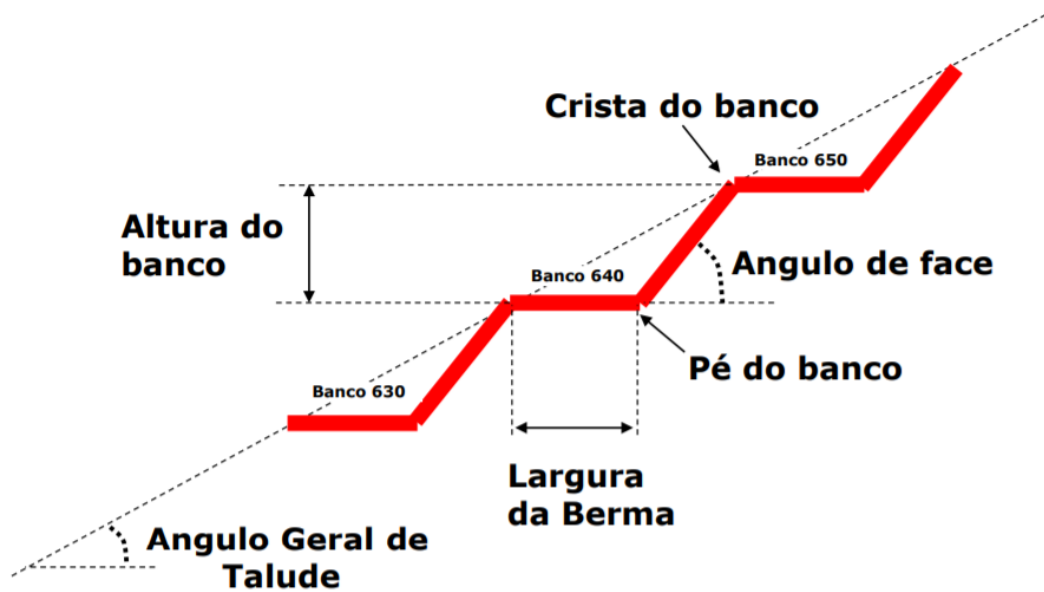 Crista do banco
Banco 650
Altura do
banco
Angulo de face
Banco 640
Pé do banco
Banco 630
Largura
da Berma
Angulo Geral de
Talude